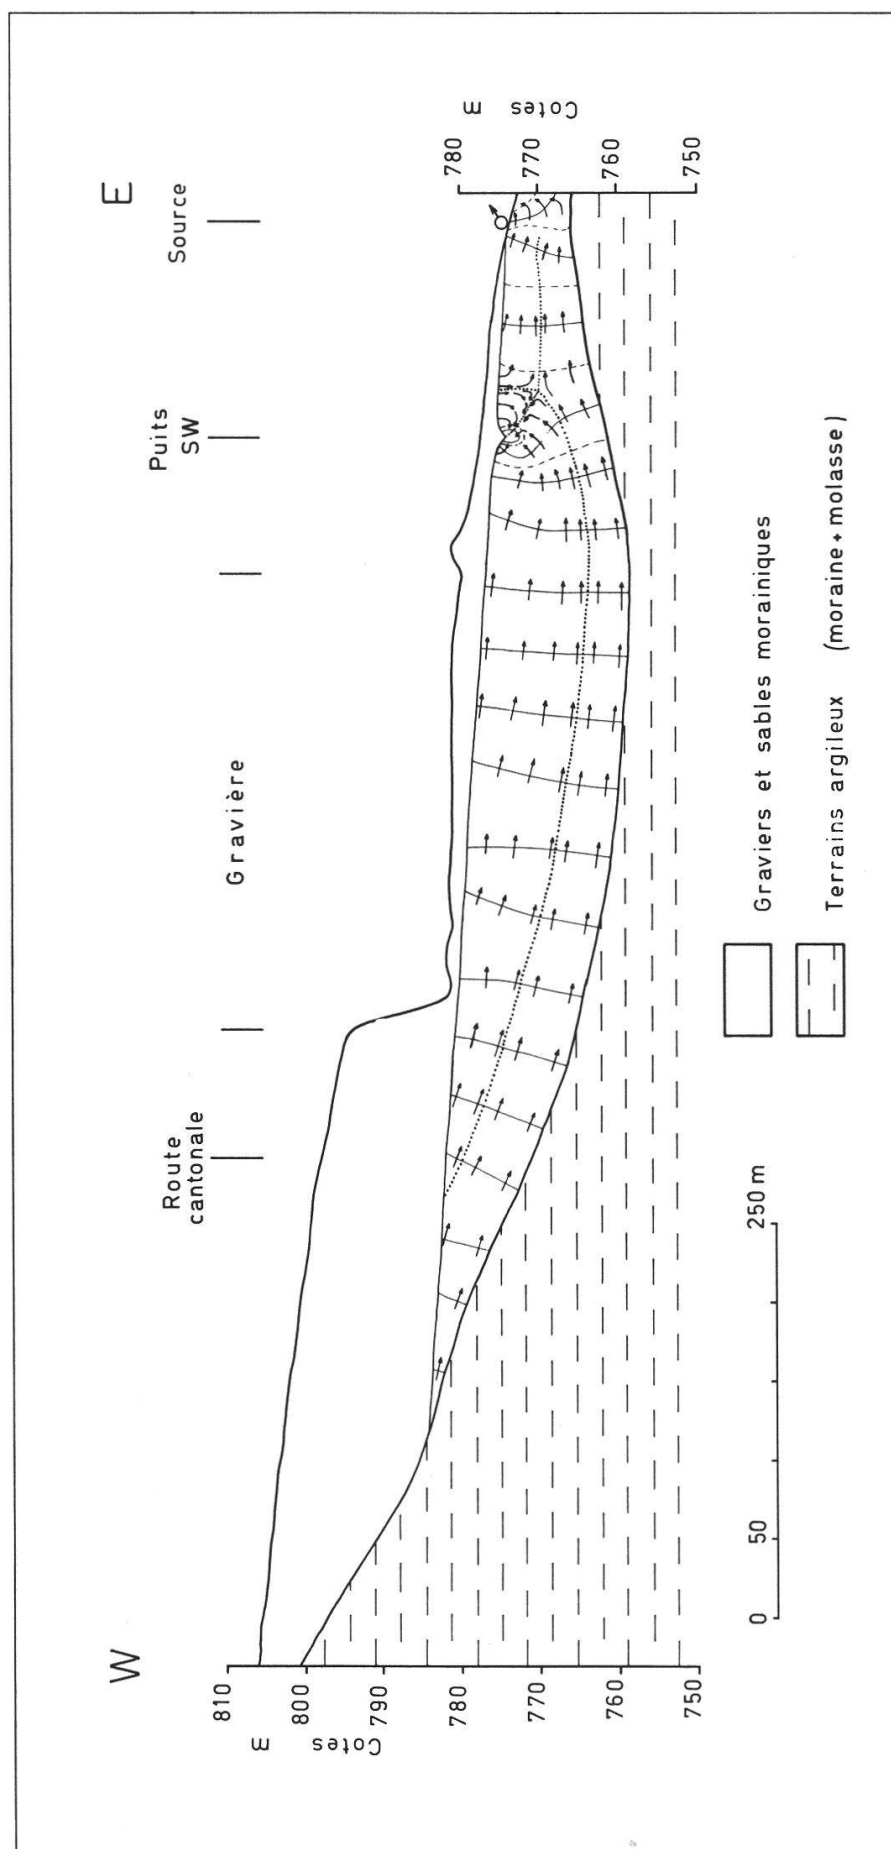 W
E
Route
cantonale
Gravière
Puits
SW
Source
Cotes
m
810
800
790
780
770
760
750
Cotes
m
780
770
760
750
0
50
250 m
Graviers et sables morainiques
Terrains argileux (moraine + molasse)